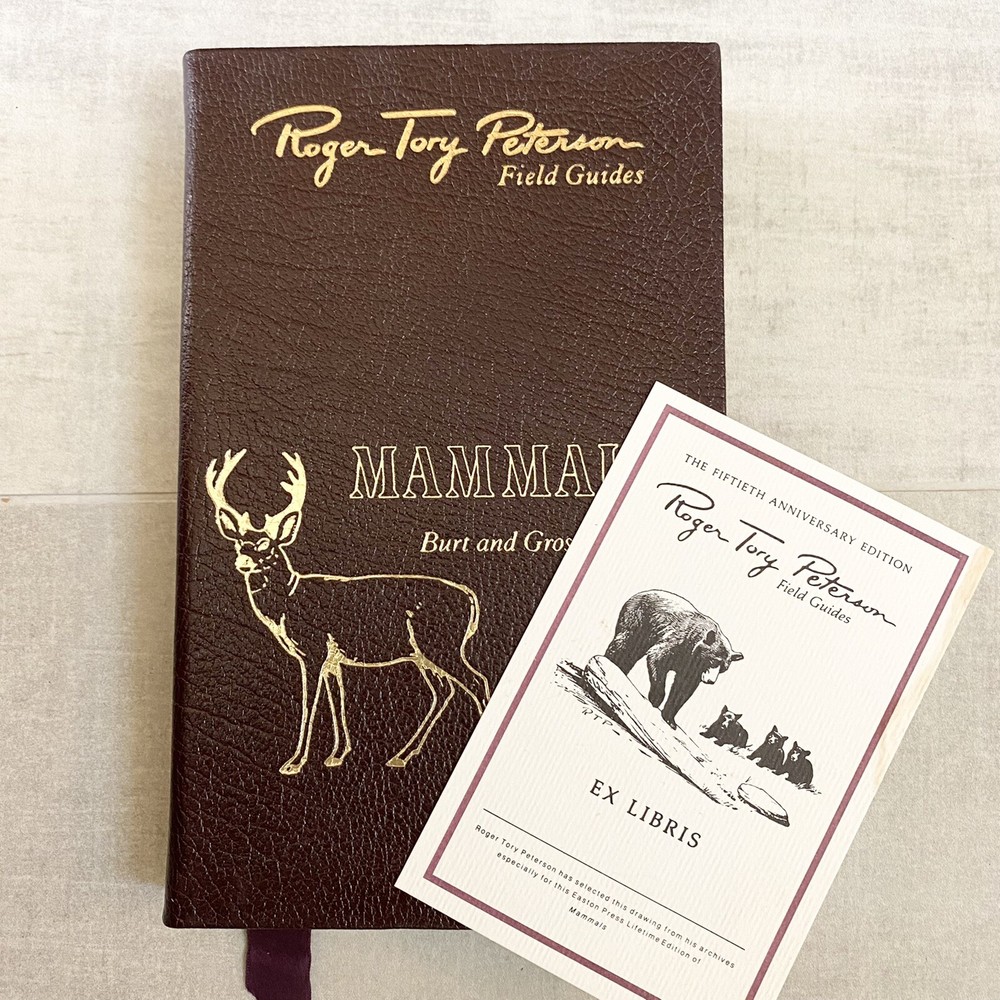 Roger Tory Peterson
Field Guides
MAMMAL
Burt and Gros
THE FIFTIETH ANNIVERSARY EDITION
Roger Tory Peterson
Field Guides
RTP
EX LIBRIS
Roger Tory Peterson has selected this drawing from his archives
especially for this Easton Press Lifetime Edition of
Mammals